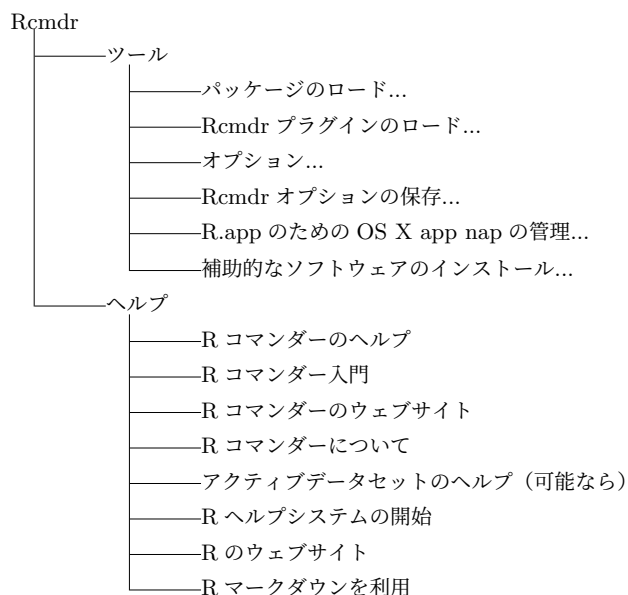 Rcmdr
ツール
パッケージのロード...
Rcmdr プラグインのロード...
オプション...
Rcmdr オプションの保存...
R.app のための OS X app nap の管理...
補助的なソフトウェアのインストール...
ヘルプ
R コマンダーのヘルプ
R コマンダー入門
R コマンダーのウェブサイト
R コマンダーについて
アクティブデータセットのヘルプ（可能なら）
R ヘルプシステムの開始
R のウェブサイト
R マークダウンを利用